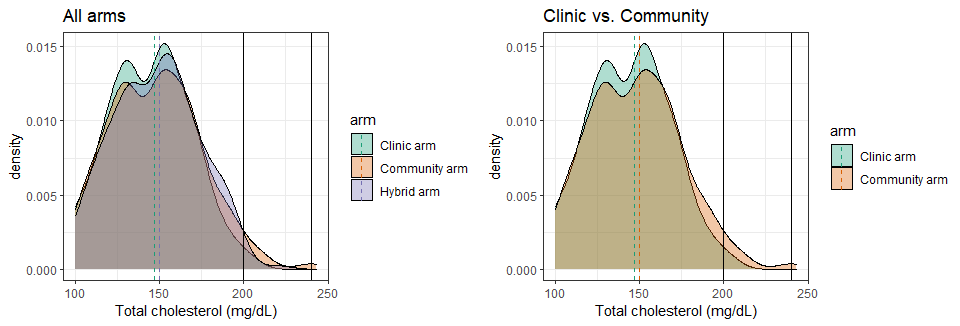 All arms
density
0.015
0.010
0.005
0.000
100
150
200
250
Total cholesterol (mg/dL)
arm
Clinic arm
Community arm
Hybrid arm
Clinic vs. Community
density
0.015
0.010
0.005
0.000
100
150
200
250
Total cholesterol (mg/dL)
arm
Clinic arm
Community arm